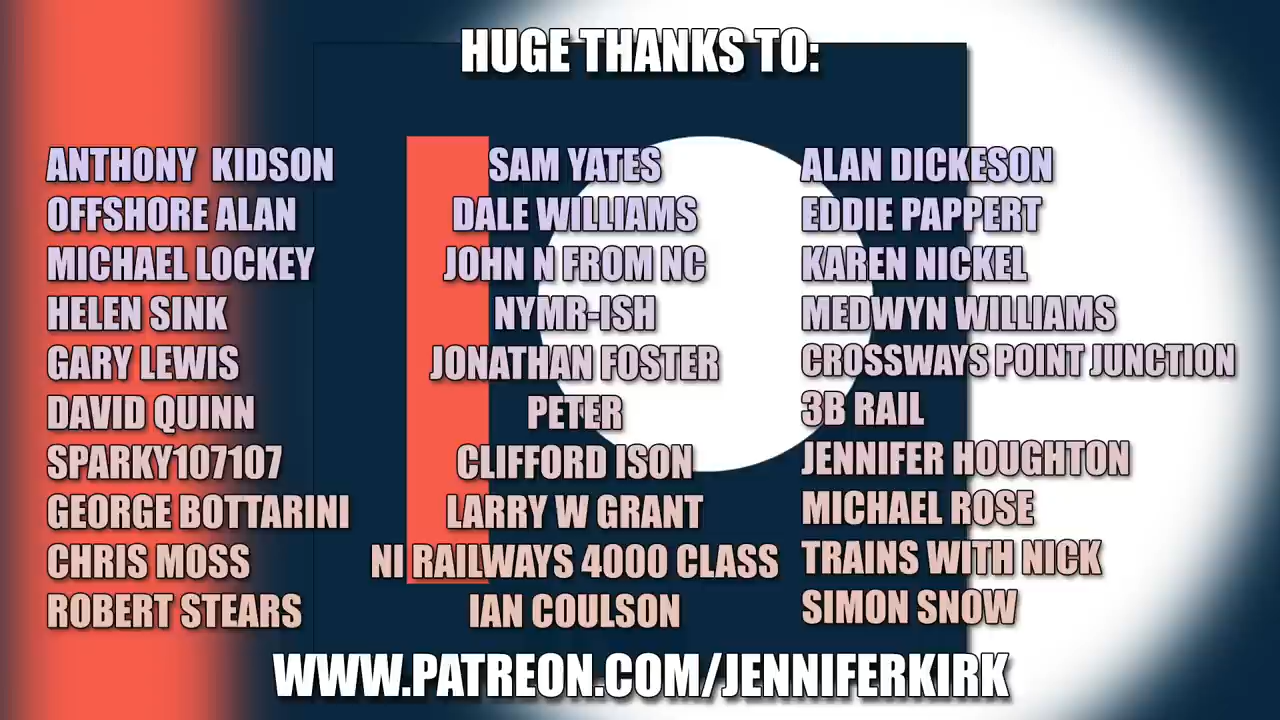 HUGE THANKS TO:
ANTHONY KIDSON
OFFSHORE ALAN
MICHAEL LOCKEY
HELEN SINK
GARY LEWIS
DAVID QUINN
SPARKY107107
GEORGE BOTTARINI
CHRIS MOSS
ROBERT STEARS
SAM YATES
DALE WILLIAMS
JOHN N FROM NC
NYMR-ISH
JONATHAN FOSTER
PETER
CLIFFORD ISON
LARRY W GRANT
NI RAILWAYS 4000 CLASS
IAN COULSON
ALAN DICKESON
EDDIE PAPPERT
KAREN NICKEL
MEDWYN WILLIAMS
CROSSWAYS POINT JUNCTION
3B RAIL
JENNIFER HOUGHTON
MICHAEL ROSE
TRAINS WITH NICK
SIMON SNOW
WWW.PATREON.COM/JENNIFERKIRK